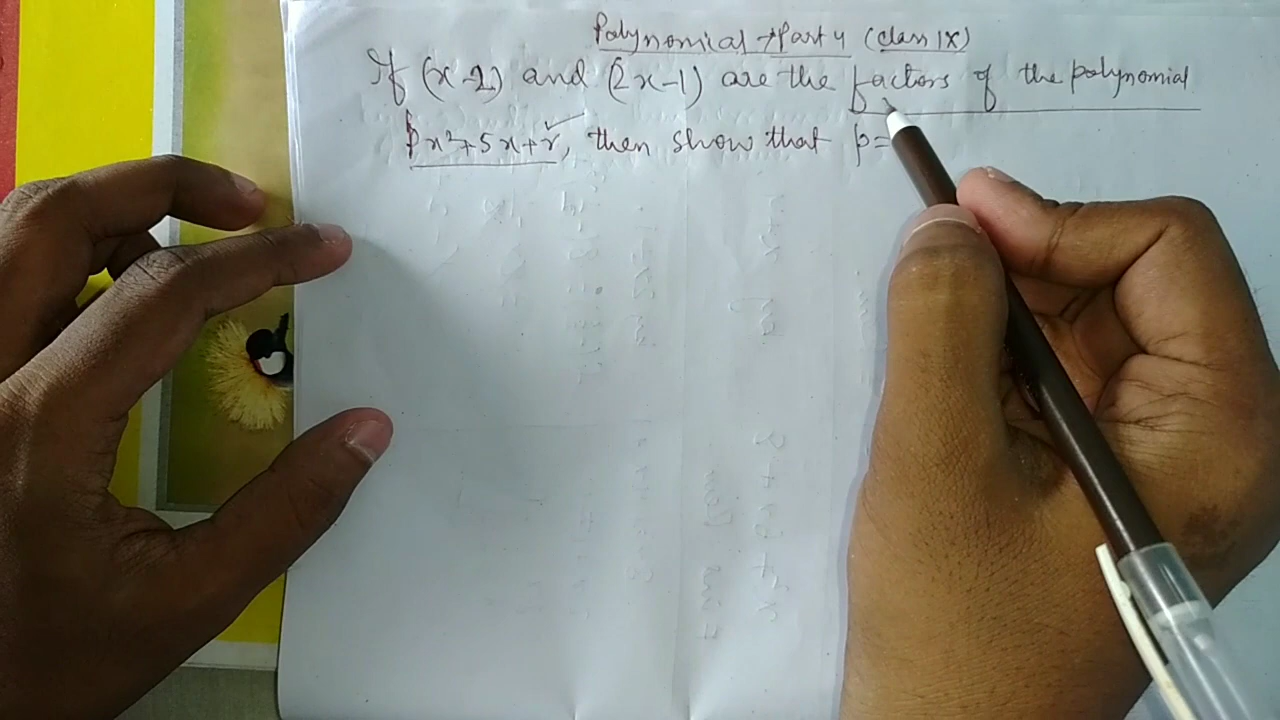 Polynomial → Part 4 (Class IX)
If (x-2) and (2x-1) are the factors of the polynomial
px²+5x+r, then show that p=